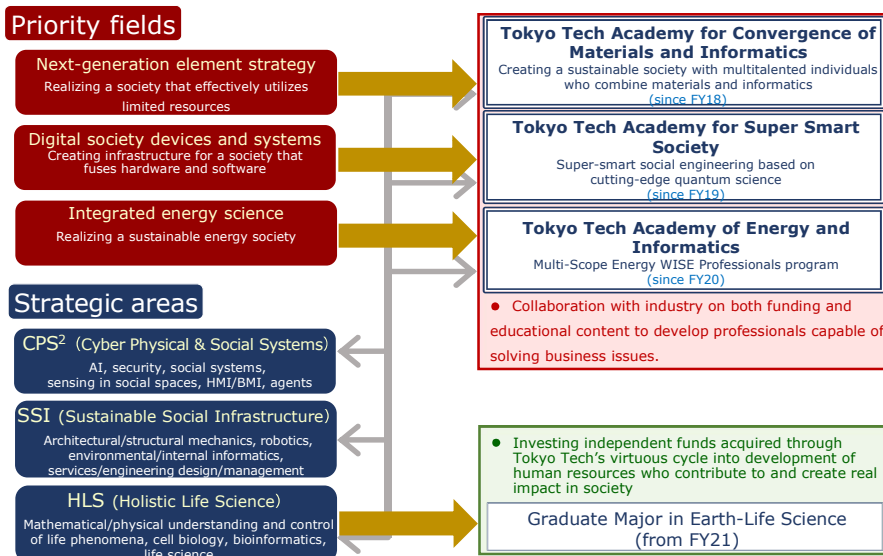 Priority fields
Next-generation element strategy
Realizing a society that effectively utilizes
limited resources
Digital society devices and systems
Creating infrastructure for a society that
fuses hardware and software
Integrated energy science
Realizing a sustainable energy society
Tokyo Tech Academy for Convergence of
Materials and Informatics
Creating a sustainable society with multitalented individuals
who combine materials and informatics
(since FY18)
Tokyo Tech Academy for Super Smart
Society
Super-smart social engineering based on
cutting-edge quantum science
(since FY19)
Tokyo Tech Academy of Energy and
Informatics
Multi-Scope Energy WISE Professionals program
(since FY20)
● Collaboration with industry on both funding and
educational content to develop professionals capable of
solving business issues.
Strategic areas
CPS² (Cyber Physical & Social Systems)
AI, security, social systems,
sensing in social spaces, HMI/BMI, agents
SSI (Sustainable Social Infrastructure)
Architectural/structural mechanics, robotics,
environmental/internal informatics,
services/engineering design/management
HLS (Holistic Life Science)
Mathematical/physical understanding and control
of life phenomena, cell biology, bioinformatics,
life science
● Investing independent funds acquired through
Tokyo Tech's virtuous cycle into development of
human resources who contribute to and create real
impact in society
Graduate Major in Earth-Life Science
(from FY21)